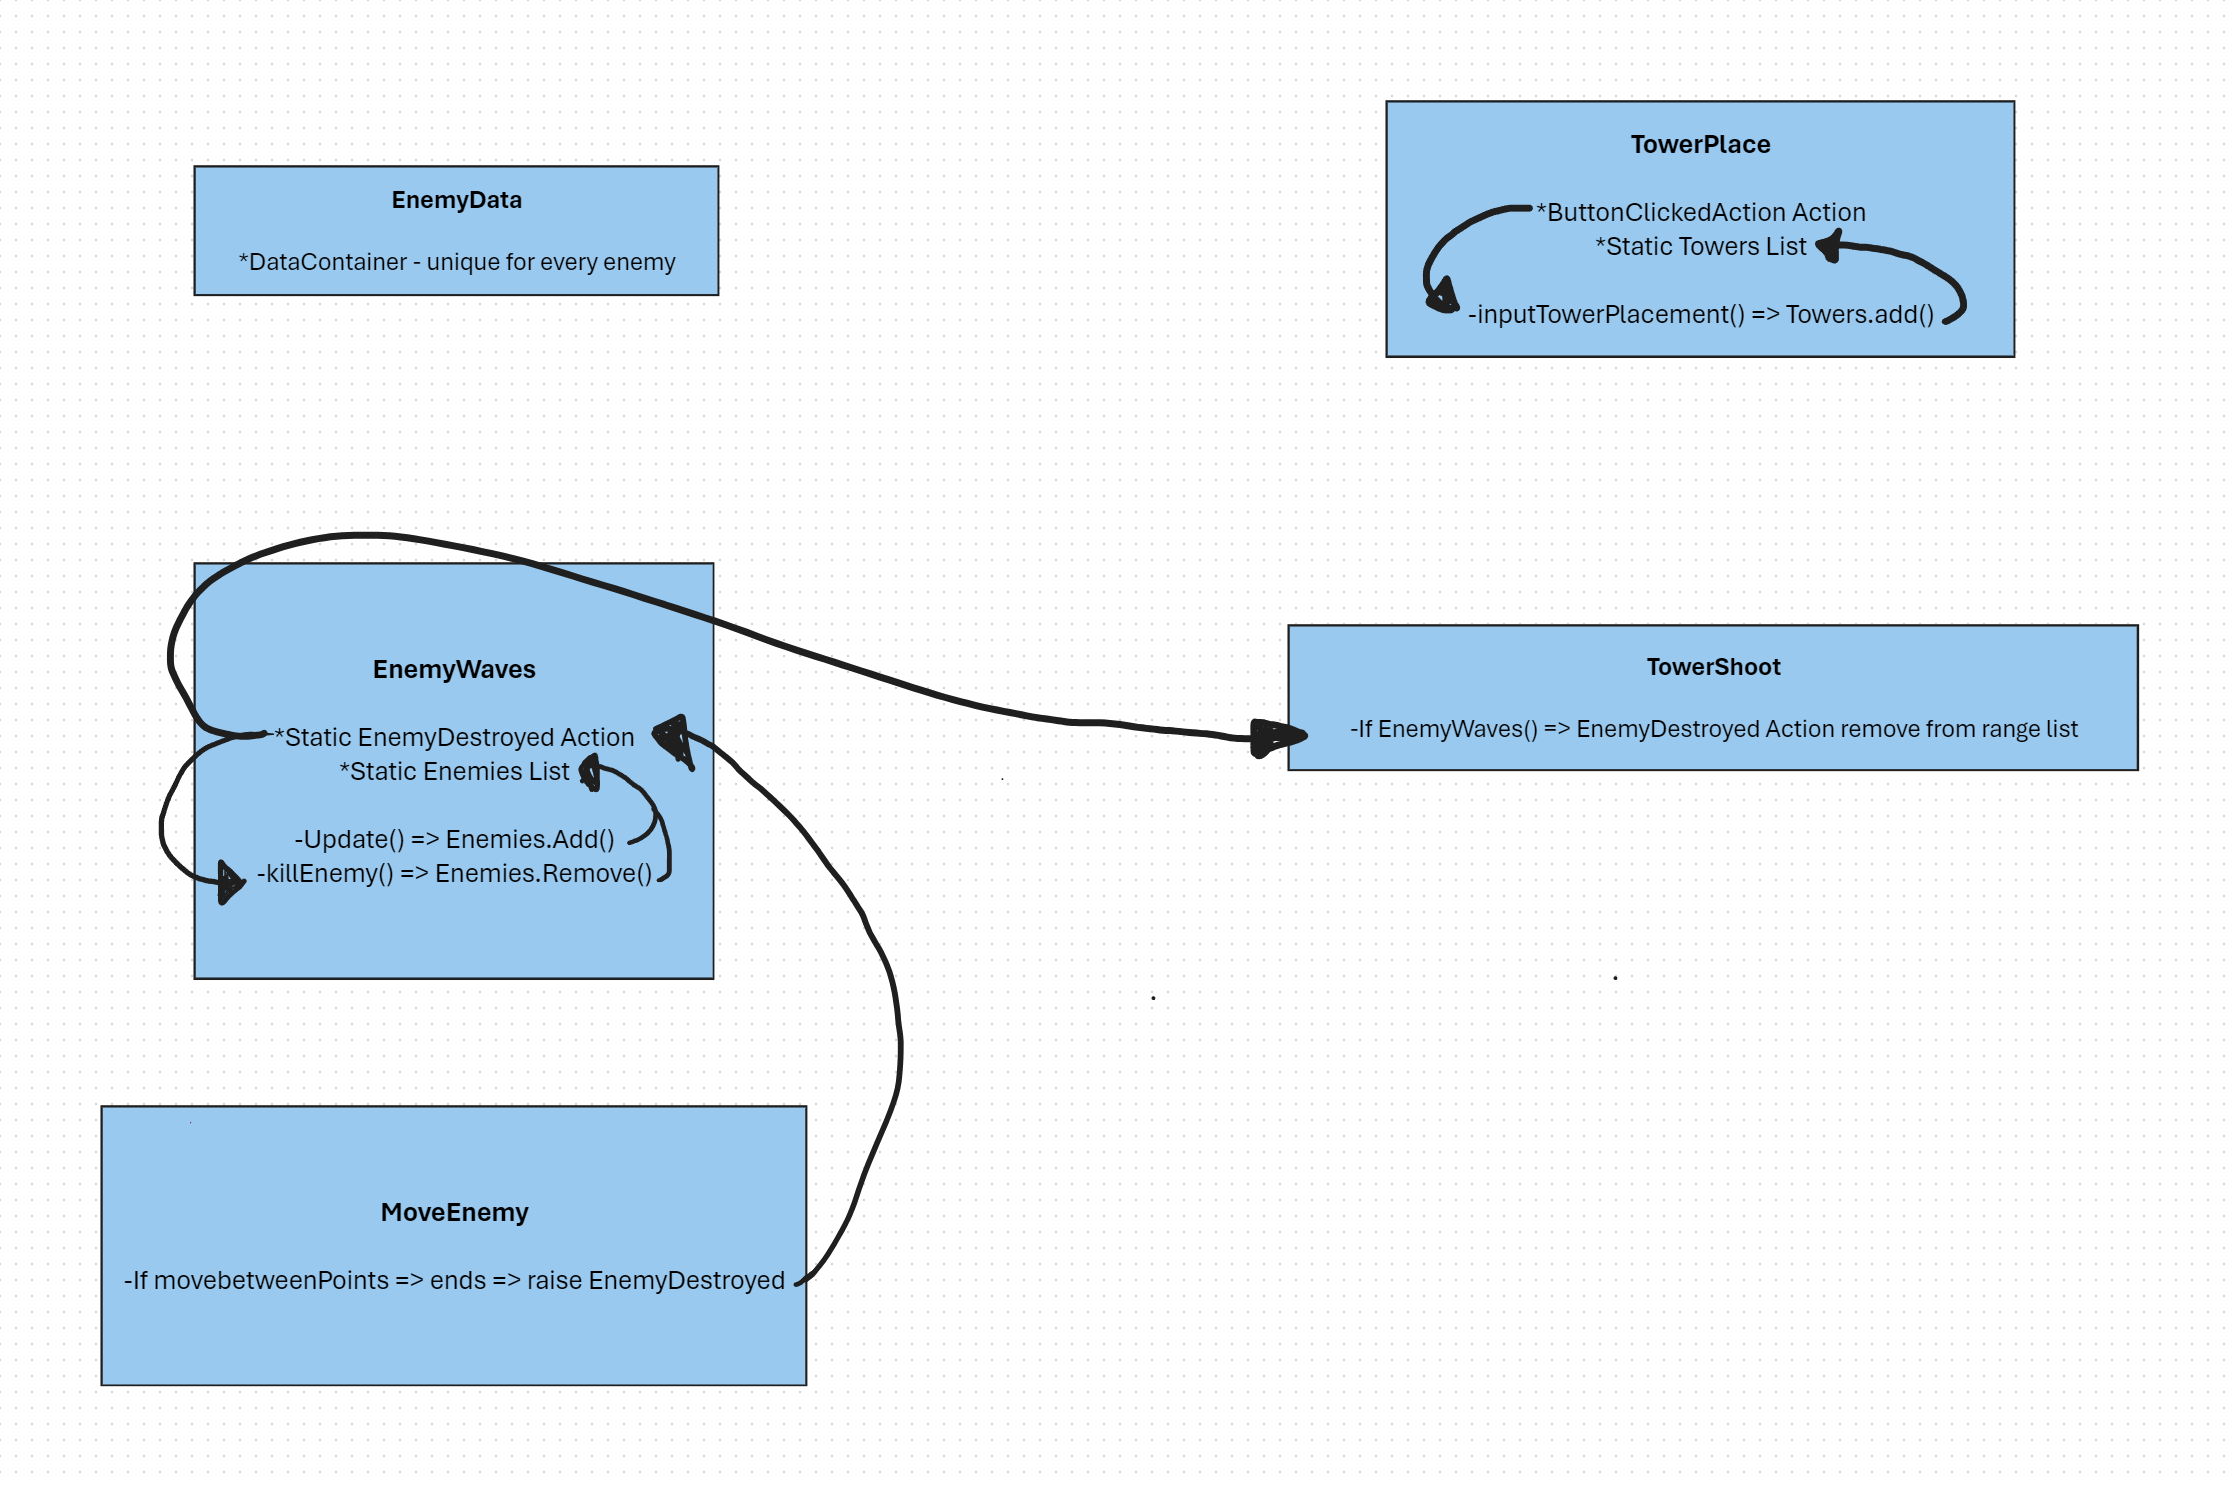 EnemyData
*DataContainer - unique for every enemy
TowerPlace
*ButtonClickedAction Action
*Static Towers List
-inputTowerPlacement() => Towers.add()
EnemyWaves
*Static EnemyDestroyed Action
*Static Enemies List
-Update() => Enemies.Add()
-killEnemy() => Enemies.Remove()
TowerShoot
-If EnemyWaves() => EnemyDestroyed Action remove from range list
MoveEnemy
-If movebetweenPoints => ends => raise EnemyDestroyed